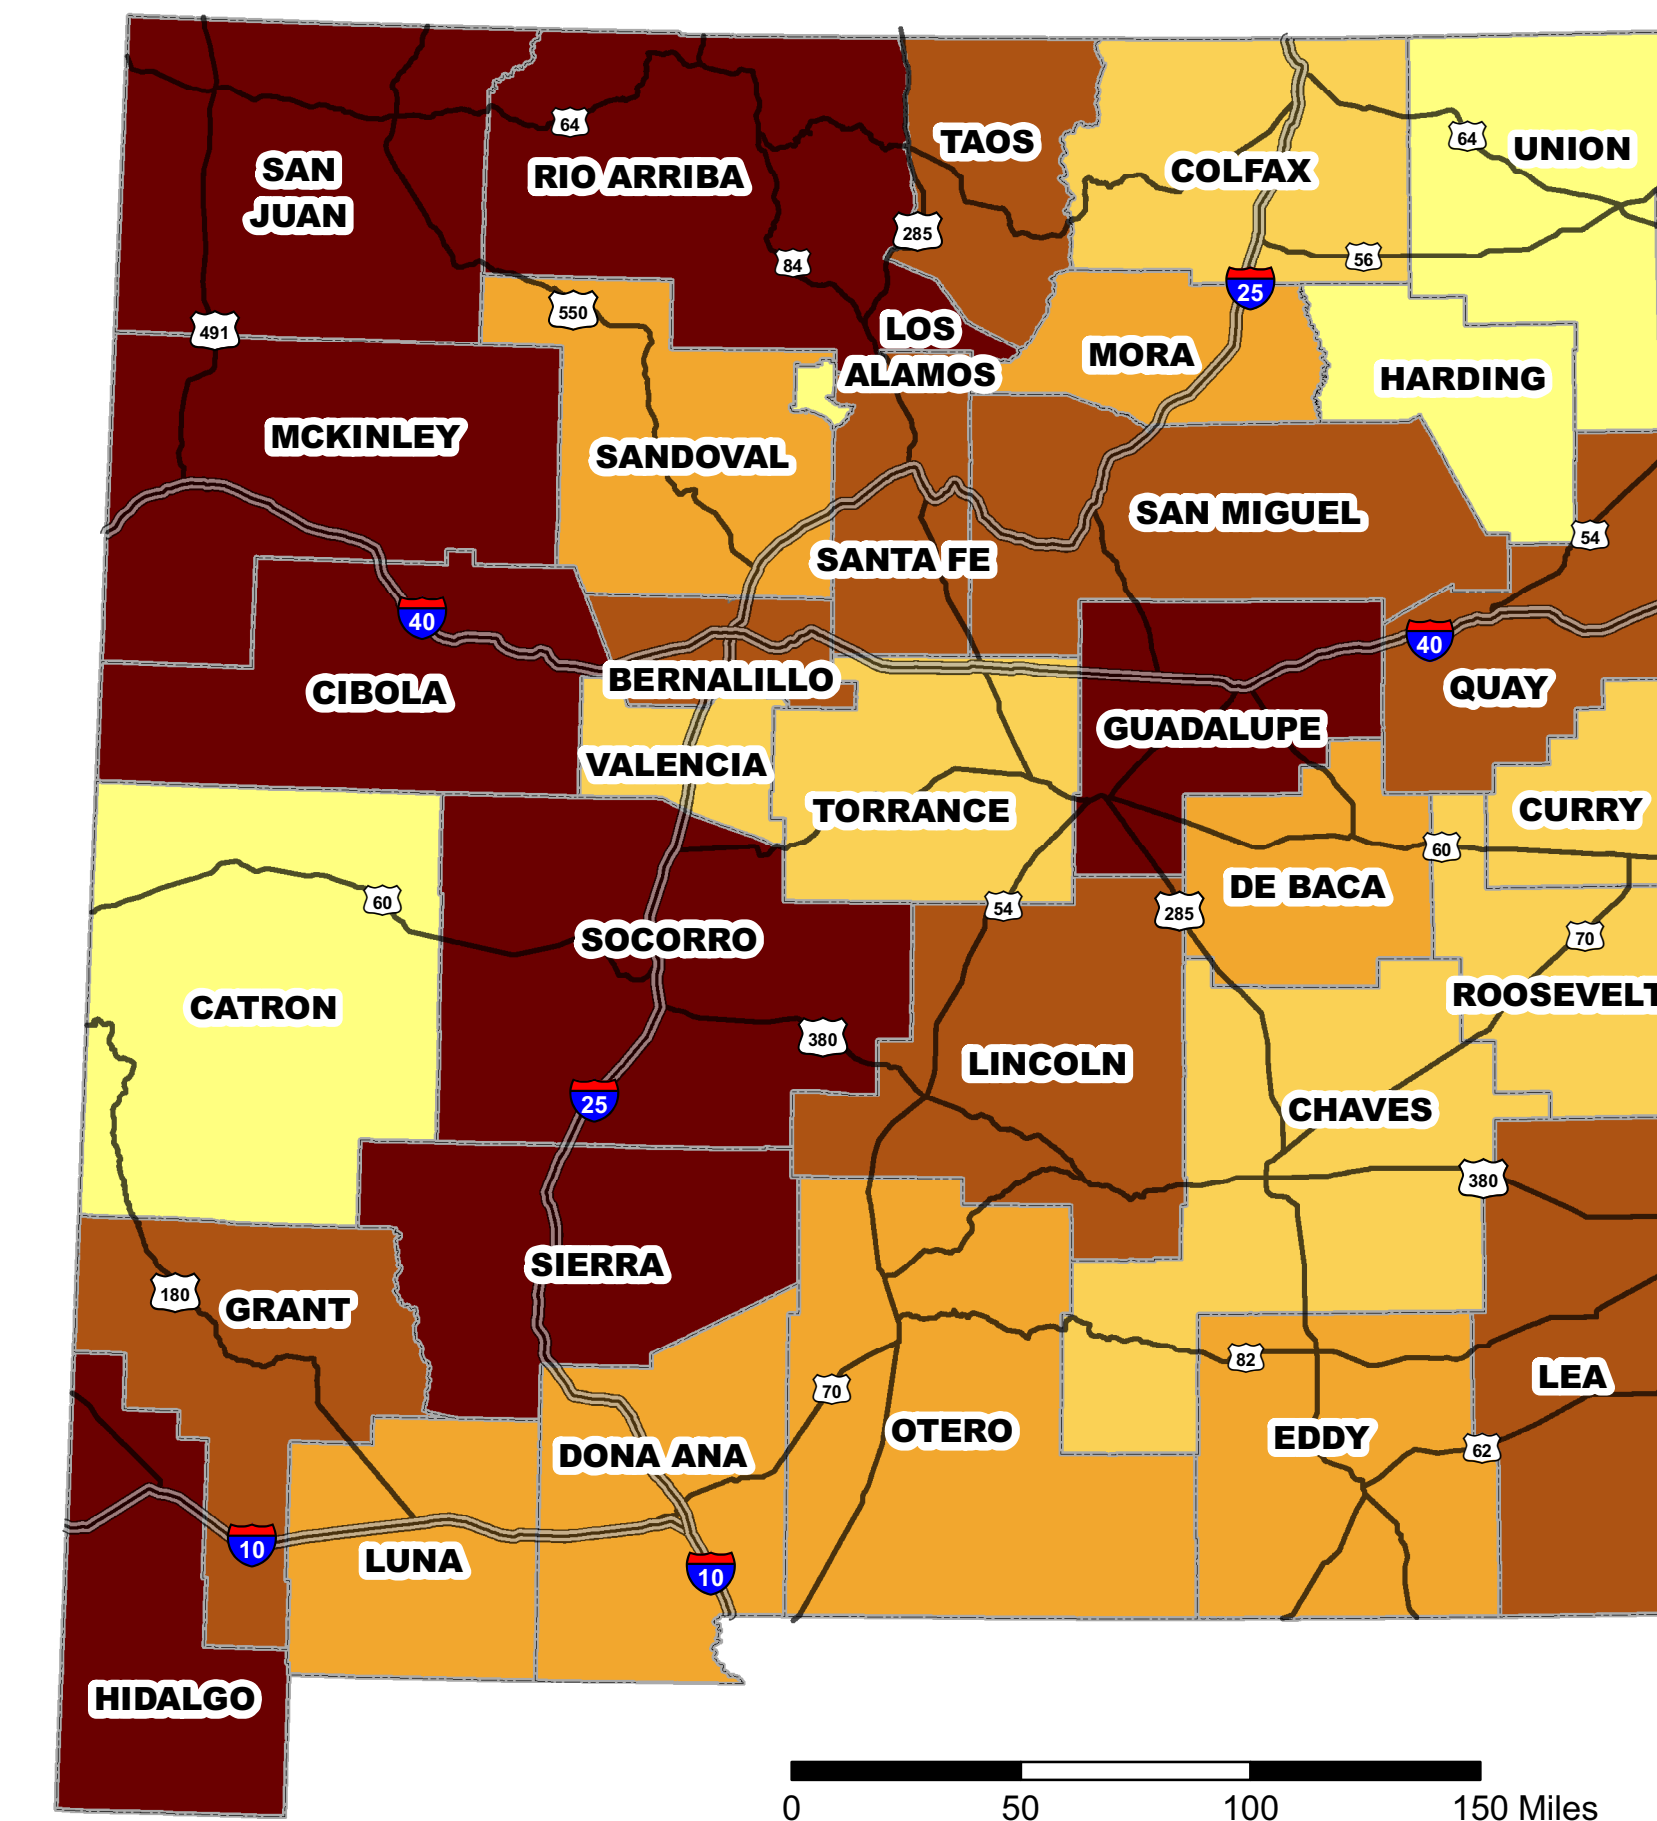 TAOS
64
64
UNION
SAN
JUAN
RIO ARRIBA
COLFAX
285
56
84
25
550
491
LOS
ALAMOS
MORA
HARDING
MCKINLEY
SANDOVAL
SAN MIGUEL
54
SANTA FE
40
40
BERNALILLO
CIBOLA
QUAY
GUADALUPE
VALENCIA
TORRANCE
CURRY
60
DE BACA
60
54
285
SOCORRO
70
CATRON
ROOSEVELT
380
LINCOLN
25
CHAVES
380
SIERRA
180
GRANT
82
70
LEA
OTERO
EDDY
62
DONA ANA
10
LUNA
10
HIDALGO
0 50 100 150 Miles